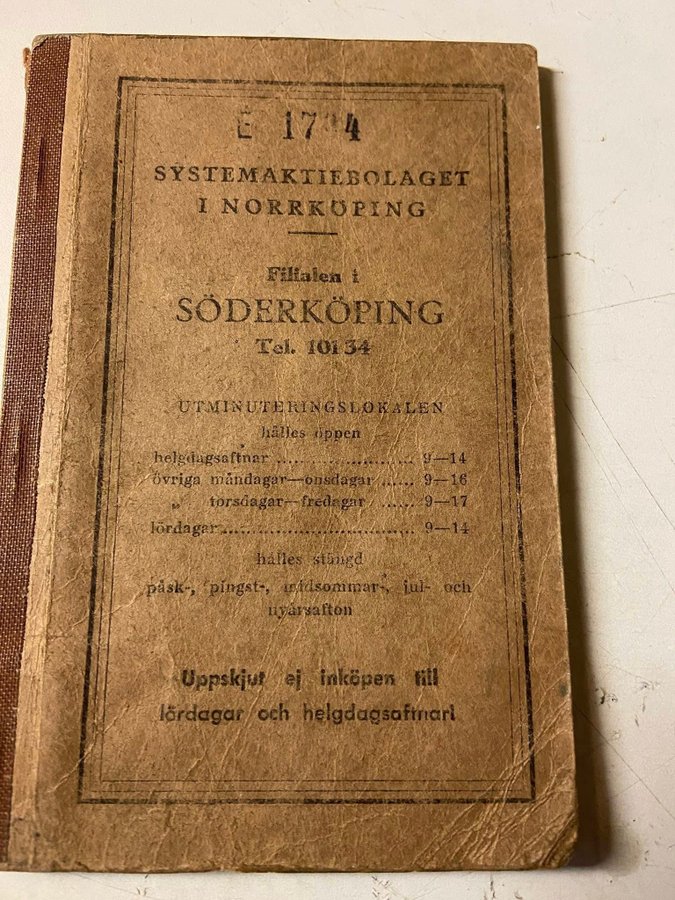 SYSTEMAKTIEBOLAGET
I NORRKÖPING
Filialen i
SÖDERKÖPING
Tel. 101 34
UTMINUTERINGSLOKALEN
hålles öppen
helgdagsaftnar ...................... 9—14
övriga måndagar—onsdagar ...... 9—16
„ torsdagar—fredagar ...... 9—17
lördagar ................................ 9—14
hålles stängd
påsk-, pingst-, midsommar-, jul- och
nyårsafton
Uppskjut ej inköpen till
lördagar och helgdagsaftnar!